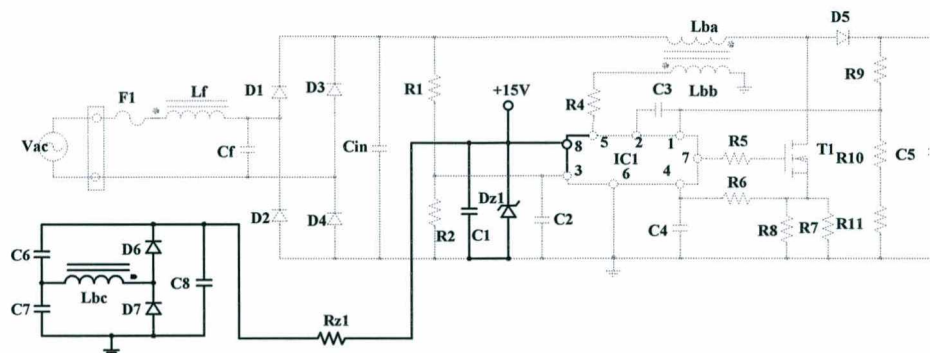 Lba
D5
D3
R1
Lbb
R9
F1
Lf
D1
+15V
C3
R4
8
5
2
1
Vac
Cf
Cin
IC1
7
R5
T1
R10
C5
3
6
4
R6
Dz1
D2
D4
R2
C1
C2
C4
R8
R7
R11
C6
D6
Lbc
C8
C7
D7
Rz1